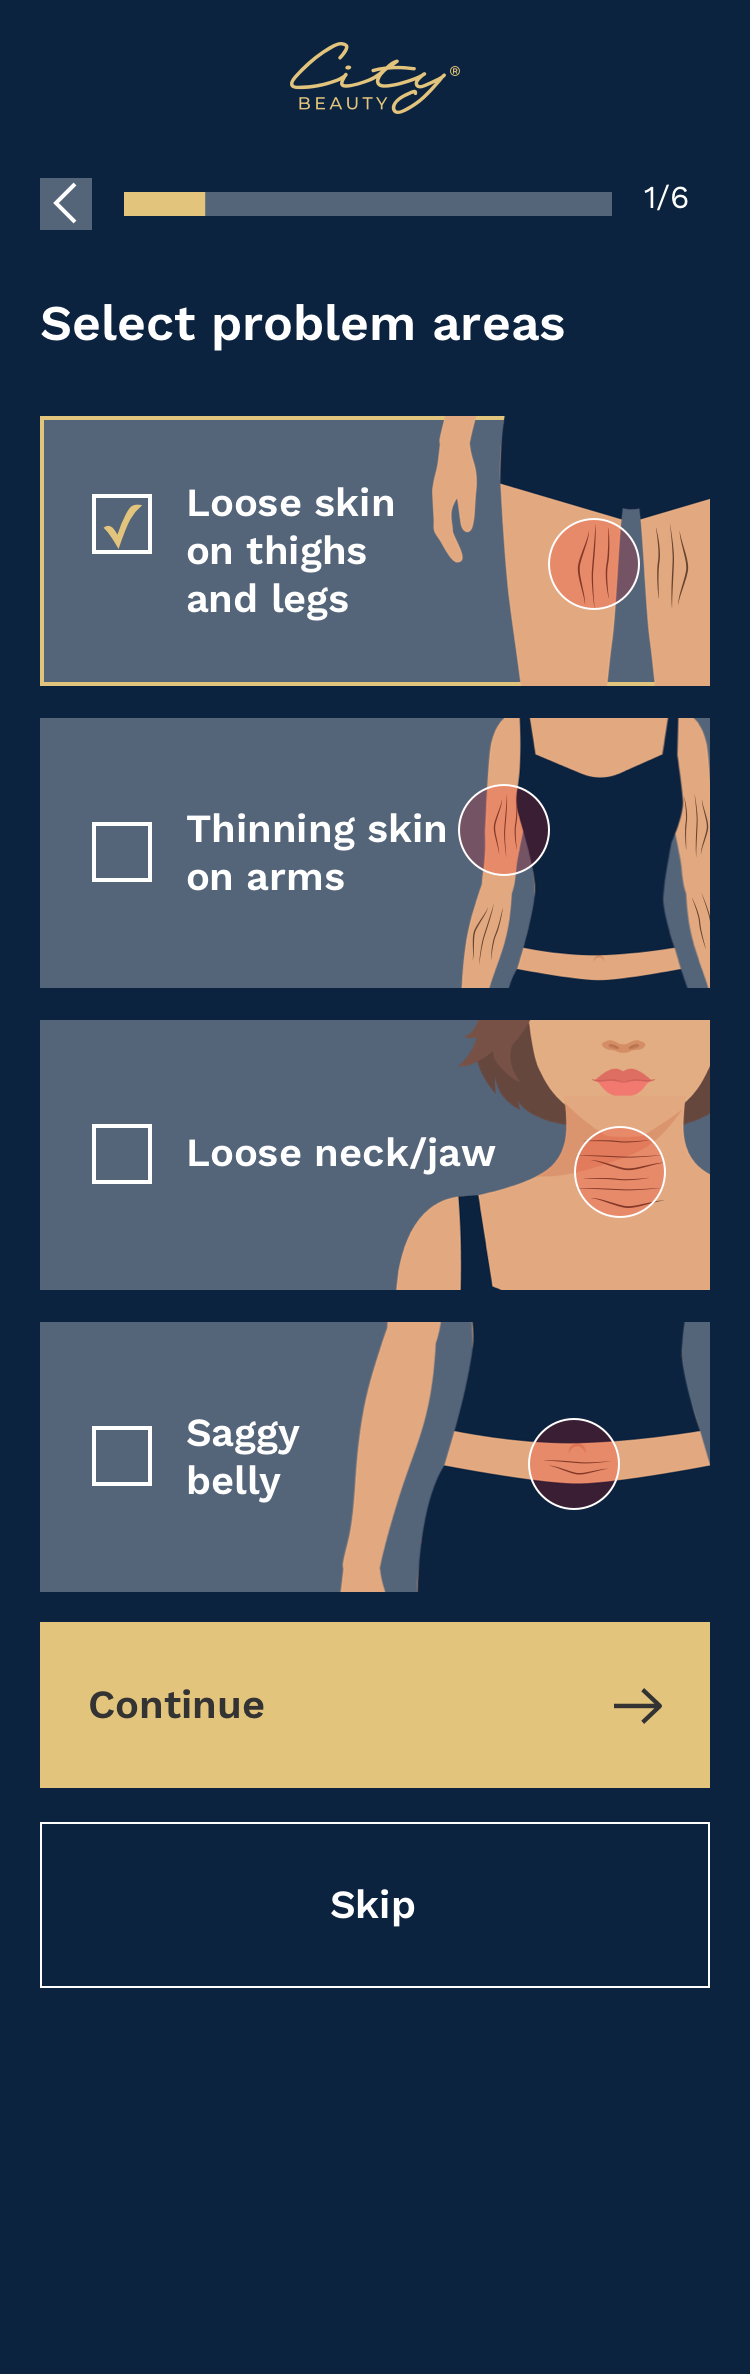 City®
BEAUTY
1/6
Select problem areas
Loose skin
on thighs
and legs
Thinning skin
on arms
Loose neck/jaw
Saggy
belly
Continue
Skip